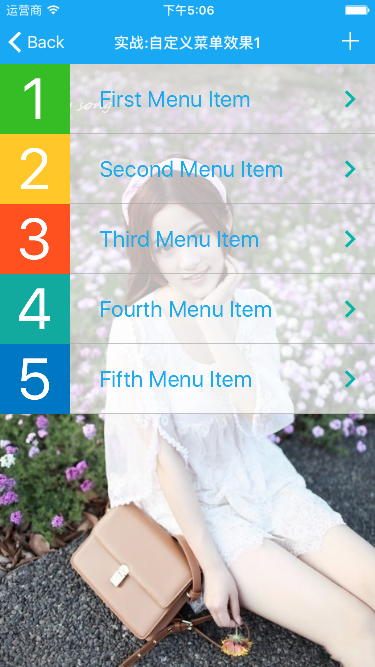 运营商 下午5:06
Back 实战:自定义菜单效果1
1 First Menu Item
2 Second Menu Item
3 Third Menu Item
4 Fourth Menu Item
5 Fifth Menu Item